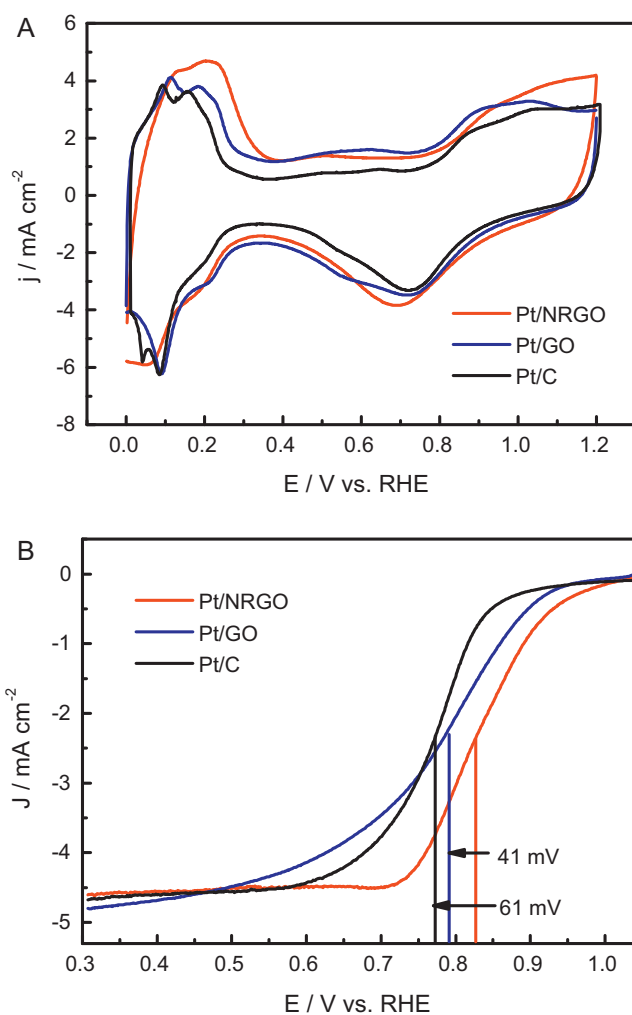 A
6
4
2
0
-2
-4
-6
-8
j / mA cm-2
Pt/NRGO
Pt/GO
Pt/C
0.0 0.2 0.4 0.6 0.8 1.0 1.2
E / V vs. RHE
B
0
-1
-2
-3
-4
-5
J / mA cm-2
Pt/NRGO
Pt/GO
Pt/C
41 mV
61 mV
0.3 0.4 0.5 0.6 0.7 0.8 0.9 1.0
E / V vs. RHE